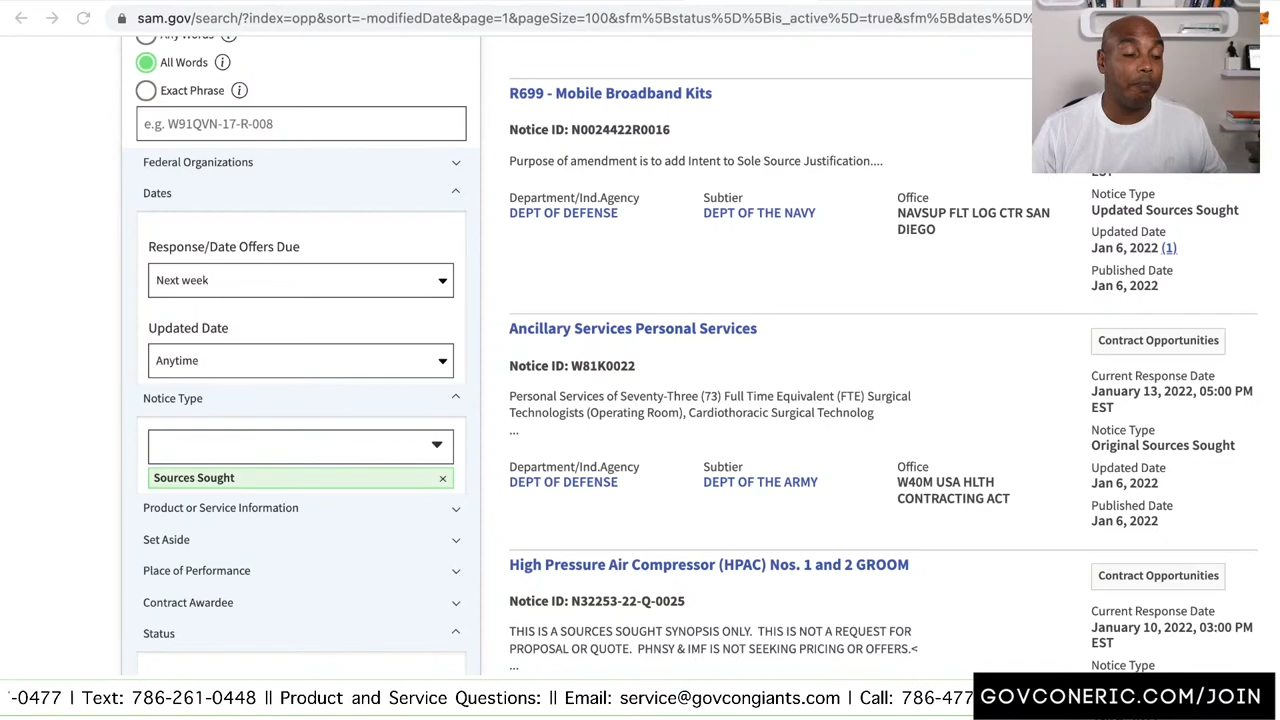 sam.gov/search/?index=opp&sort=-modifiedDate&page=1&pageSize=100&sfm%5Bstatus%5D%5Bis_active%5D=true&sfm%5Bdates%5D%
Any Words
All Words
Exact Phrase
e.g. W91QVN-17-R-008
Federal Organizations
Dates
Response/Date Offers Due
Next week
Updated Date
Anytime
Notice Type
Sources Sought ×
Product or Service Information
Set Aside
Place of Performance
Contract Awardee
Status
R699 - Mobile Broadband Kits
Notice ID: N0024422R0016
Purpose of amendment is to add Intent to Sole Source Justification....
Department/Ind.Agency
DEPT OF DEFENSE
Subtier
DEPT OF THE NAVY
Office
NAVSUP FLT LOG CTR SAN
DIEGO
EST
Notice Type
Updated Sources Sought
Updated Date
Jan 6, 2022 (1)
Published Date
Jan 6, 2022
Ancillary Services Personal Services
Notice ID: W81K0022
Personal Services of Seventy-Three (73) Full Time Equivalent (FTE) Surgical
Technologists (Operating Room), Cardiothoracic Surgical Technolog
...
Department/Ind.Agency
DEPT OF DEFENSE
Subtier
DEPT OF THE ARMY
Office
W40M USA HLTH
CONTRACTING ACT
Contract Opportunities
Current Response Date
January 13, 2022, 05:00 PM
EST
Notice Type
Original Sources Sought
Updated Date
Jan 6, 2022
Published Date
Jan 6, 2022
High Pressure Air Compressor (HPAC) Nos. 1 and 2 GROOM
Notice ID: N32253-22-Q-0025
THIS IS A SOURCES SOUGHT SYNOPSIS ONLY. THIS IS NOT A REQUEST FOR
PROPOSAL OR QUOTE. PHNSY & IMF IS NOT SEEKING PRICING OR OFFERS.<
...
Contract Opportunities
Current Response Date
January 10, 2022, 03:00 PM
EST
Notice Type
-0477 | Text: 786-261-0448 || Product and Service Questions: || Email: service@govcongiants.com | Call: 786-477
GOVCONERIC.COM/JOIN